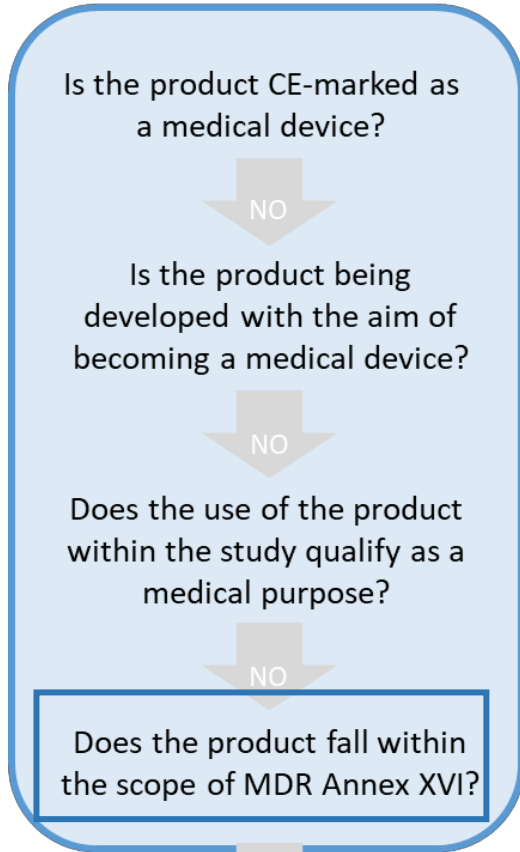 Is the product CE-marked as
a medical device?
NO
Is the product being
developed with the aim of
becoming a medical device?
NO
Does the use of the product
within the study qualify as a
medical purpose?
NO
Does the product fall within
the scope of MDR Annex XVI?